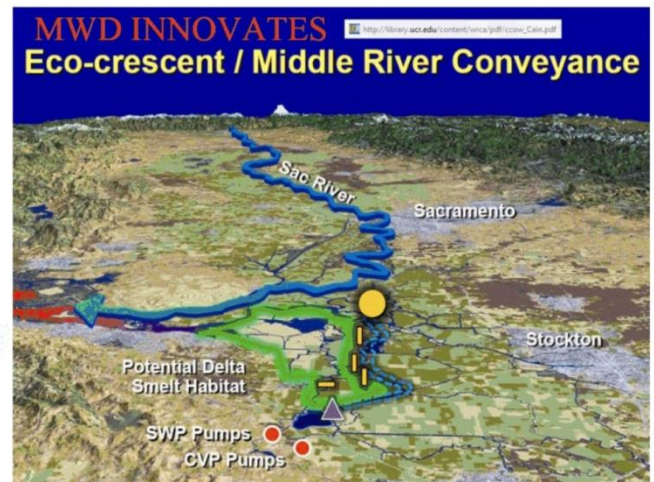 MWD INNOVATES
http://library.ucr.edu/content/wrca/pdf/ccow_Cain.pdf
Eco-crescent / Middle River Conveyance
Sac River
Sacramento
Stockton
Potential Delta
Smelt Habitat
SWP Pumps
CVP Pumps